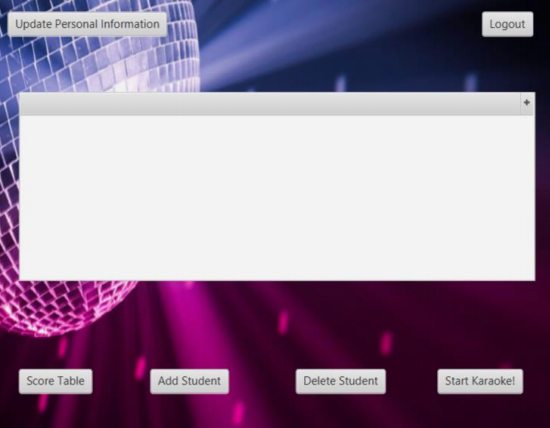 Update Personal Information
Logout
+
Score Table
Add Student
Delete Student
Start Karaoke!